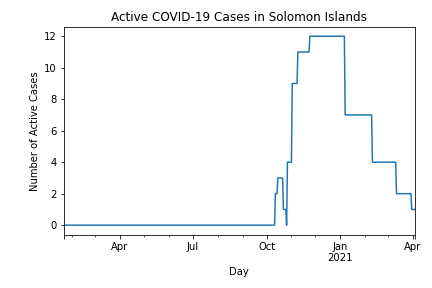 Active COVID-19 Cases in Solomon Islands
12
10
8
6
4
2
0
Number of Active Cases
Apr
Jul
Oct
Jan
2021
Apr
Day